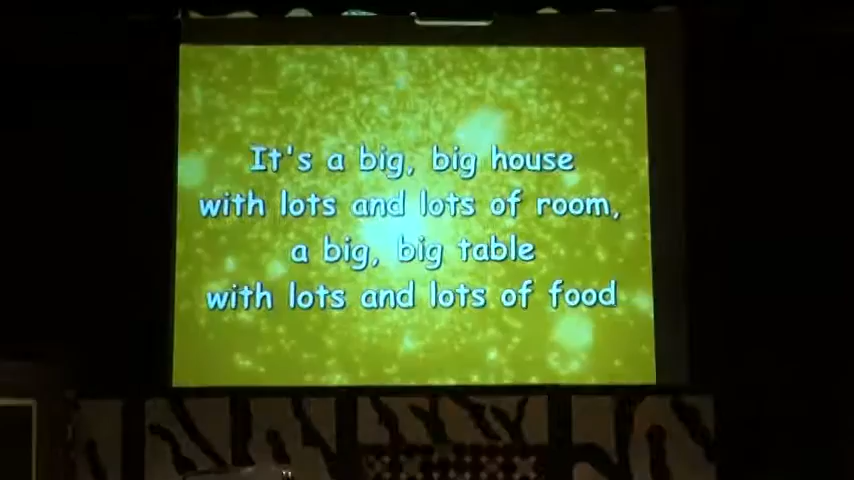 It's a big, big house
with lots and lots of room,
a big, big table
with lots and lots of food